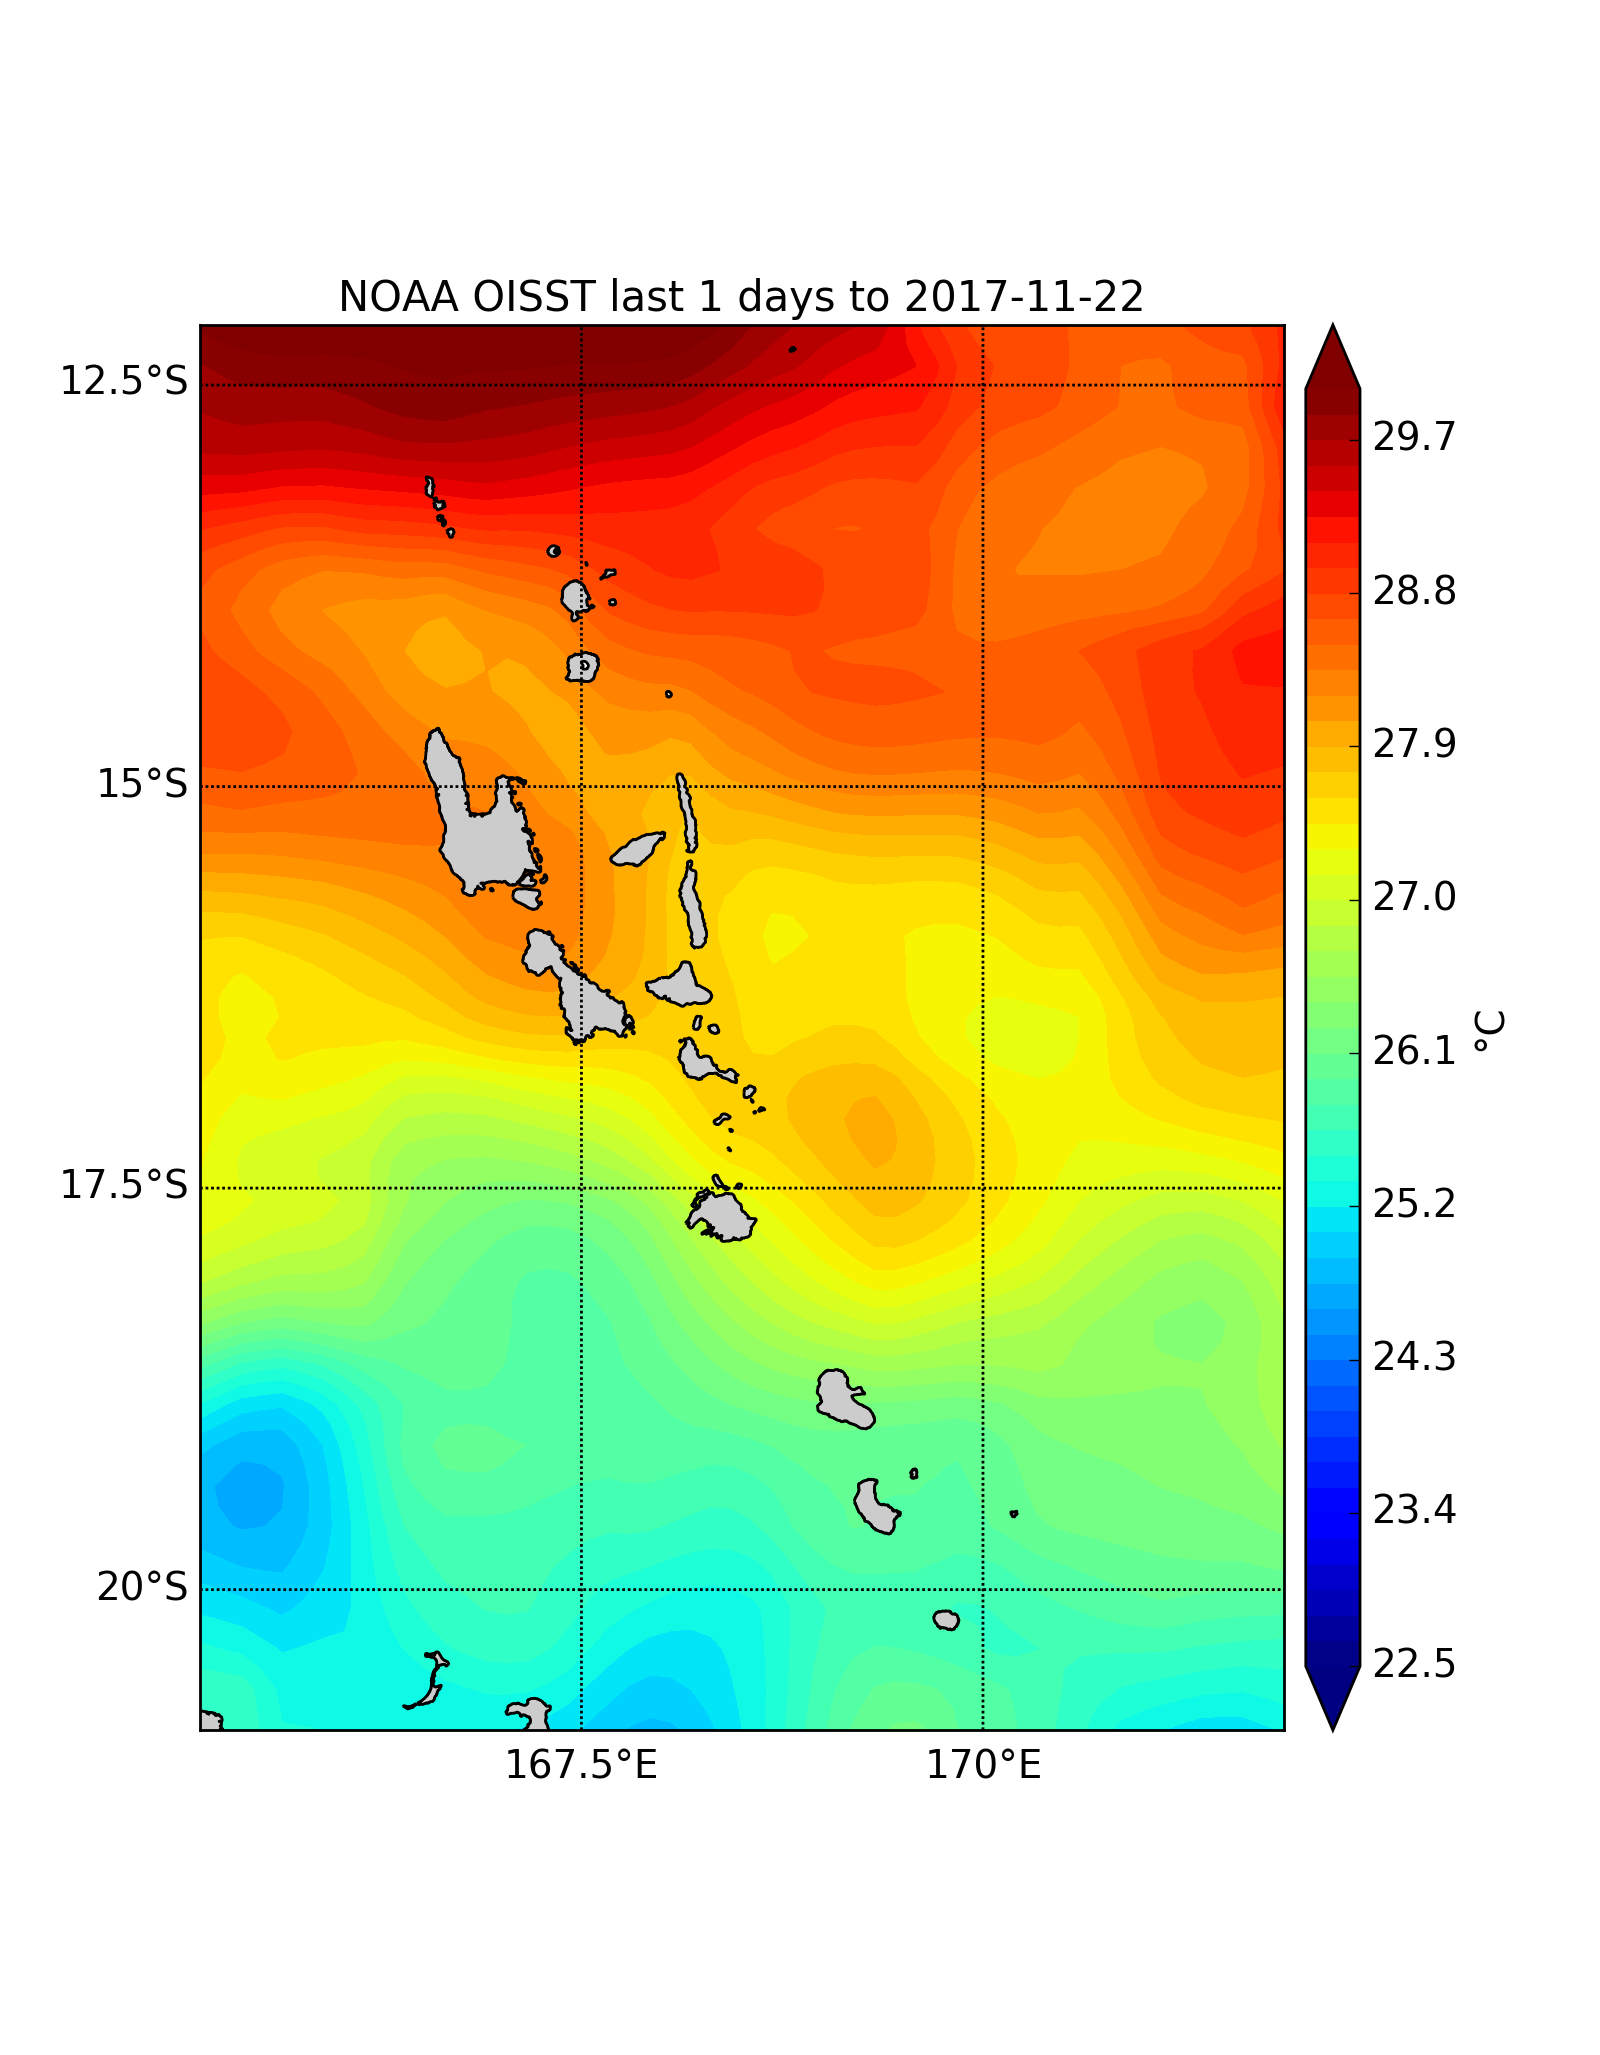 NOAA OISST last 1 days to 2017-11-22
12.5°S
15°S
17.5°S
20°S
167.5°E
170°E
29.7
28.8
27.9
27.0
26.1
25.2
24.3
23.4
22.5
°C